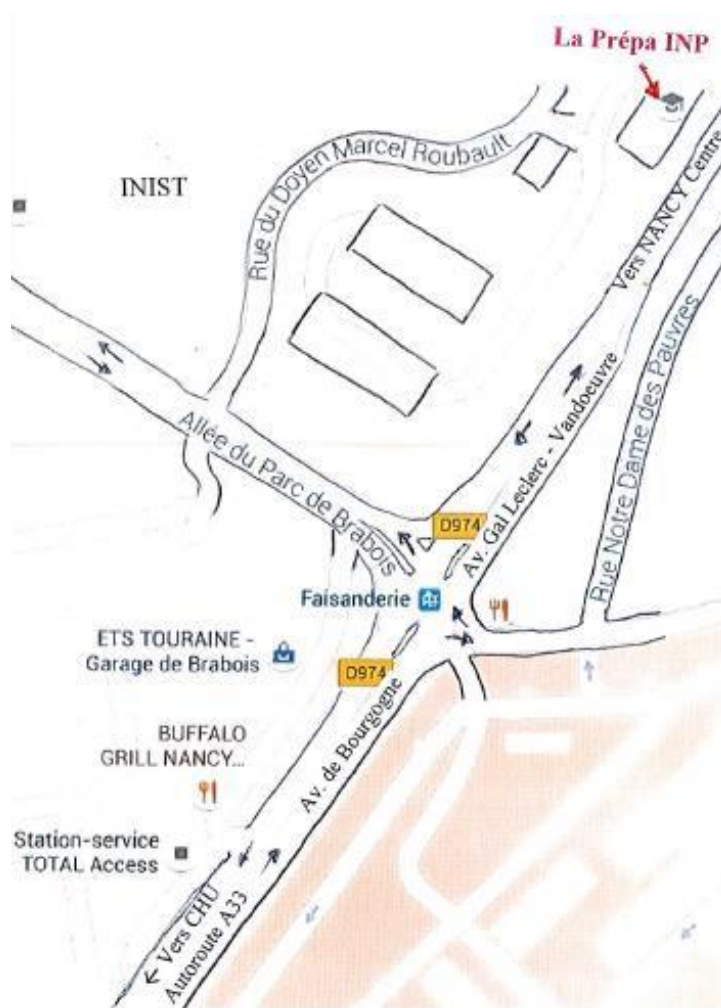 La Prépa INP
Rue du Doyen Marcel Roubault
INIST
Vers NANCY Centre
Rue Notre Dame des Pauvres
Allée du Parc de Brabois
Av. Gal Leclerc - Vandoeuvre
D974
Faisanderie
ETS TOURAINE -
Garage de Brabois
D974
Av. de Bourgogne
BUFFALO
GRILL NANCY...
Station-service
TOTAL Access
Vers CHU
Autoroute A33